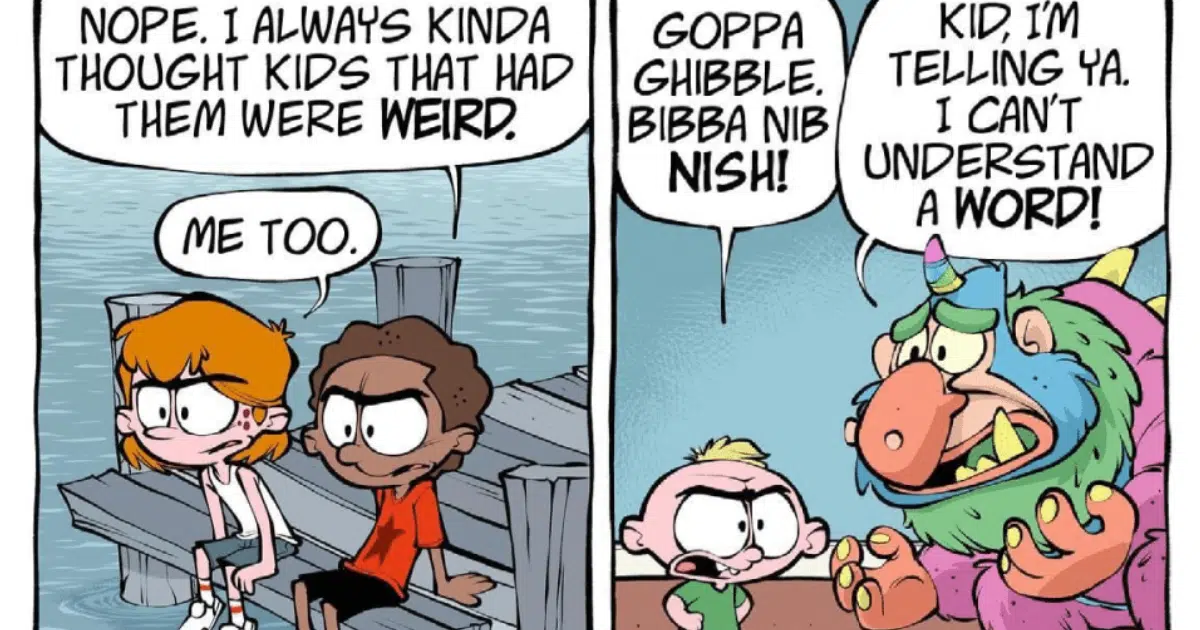 NOPE. I ALWAYS KINDA
THOUGHT KIDS THAT HAD
THEM WERE WEIRD.
ME TOO.
GOPPA
GHIBBLE.
BIBBA NIB
NISH!
KID, I'M
TELLING YA.
I CAN'T
UNDERSTAND
A WORD!